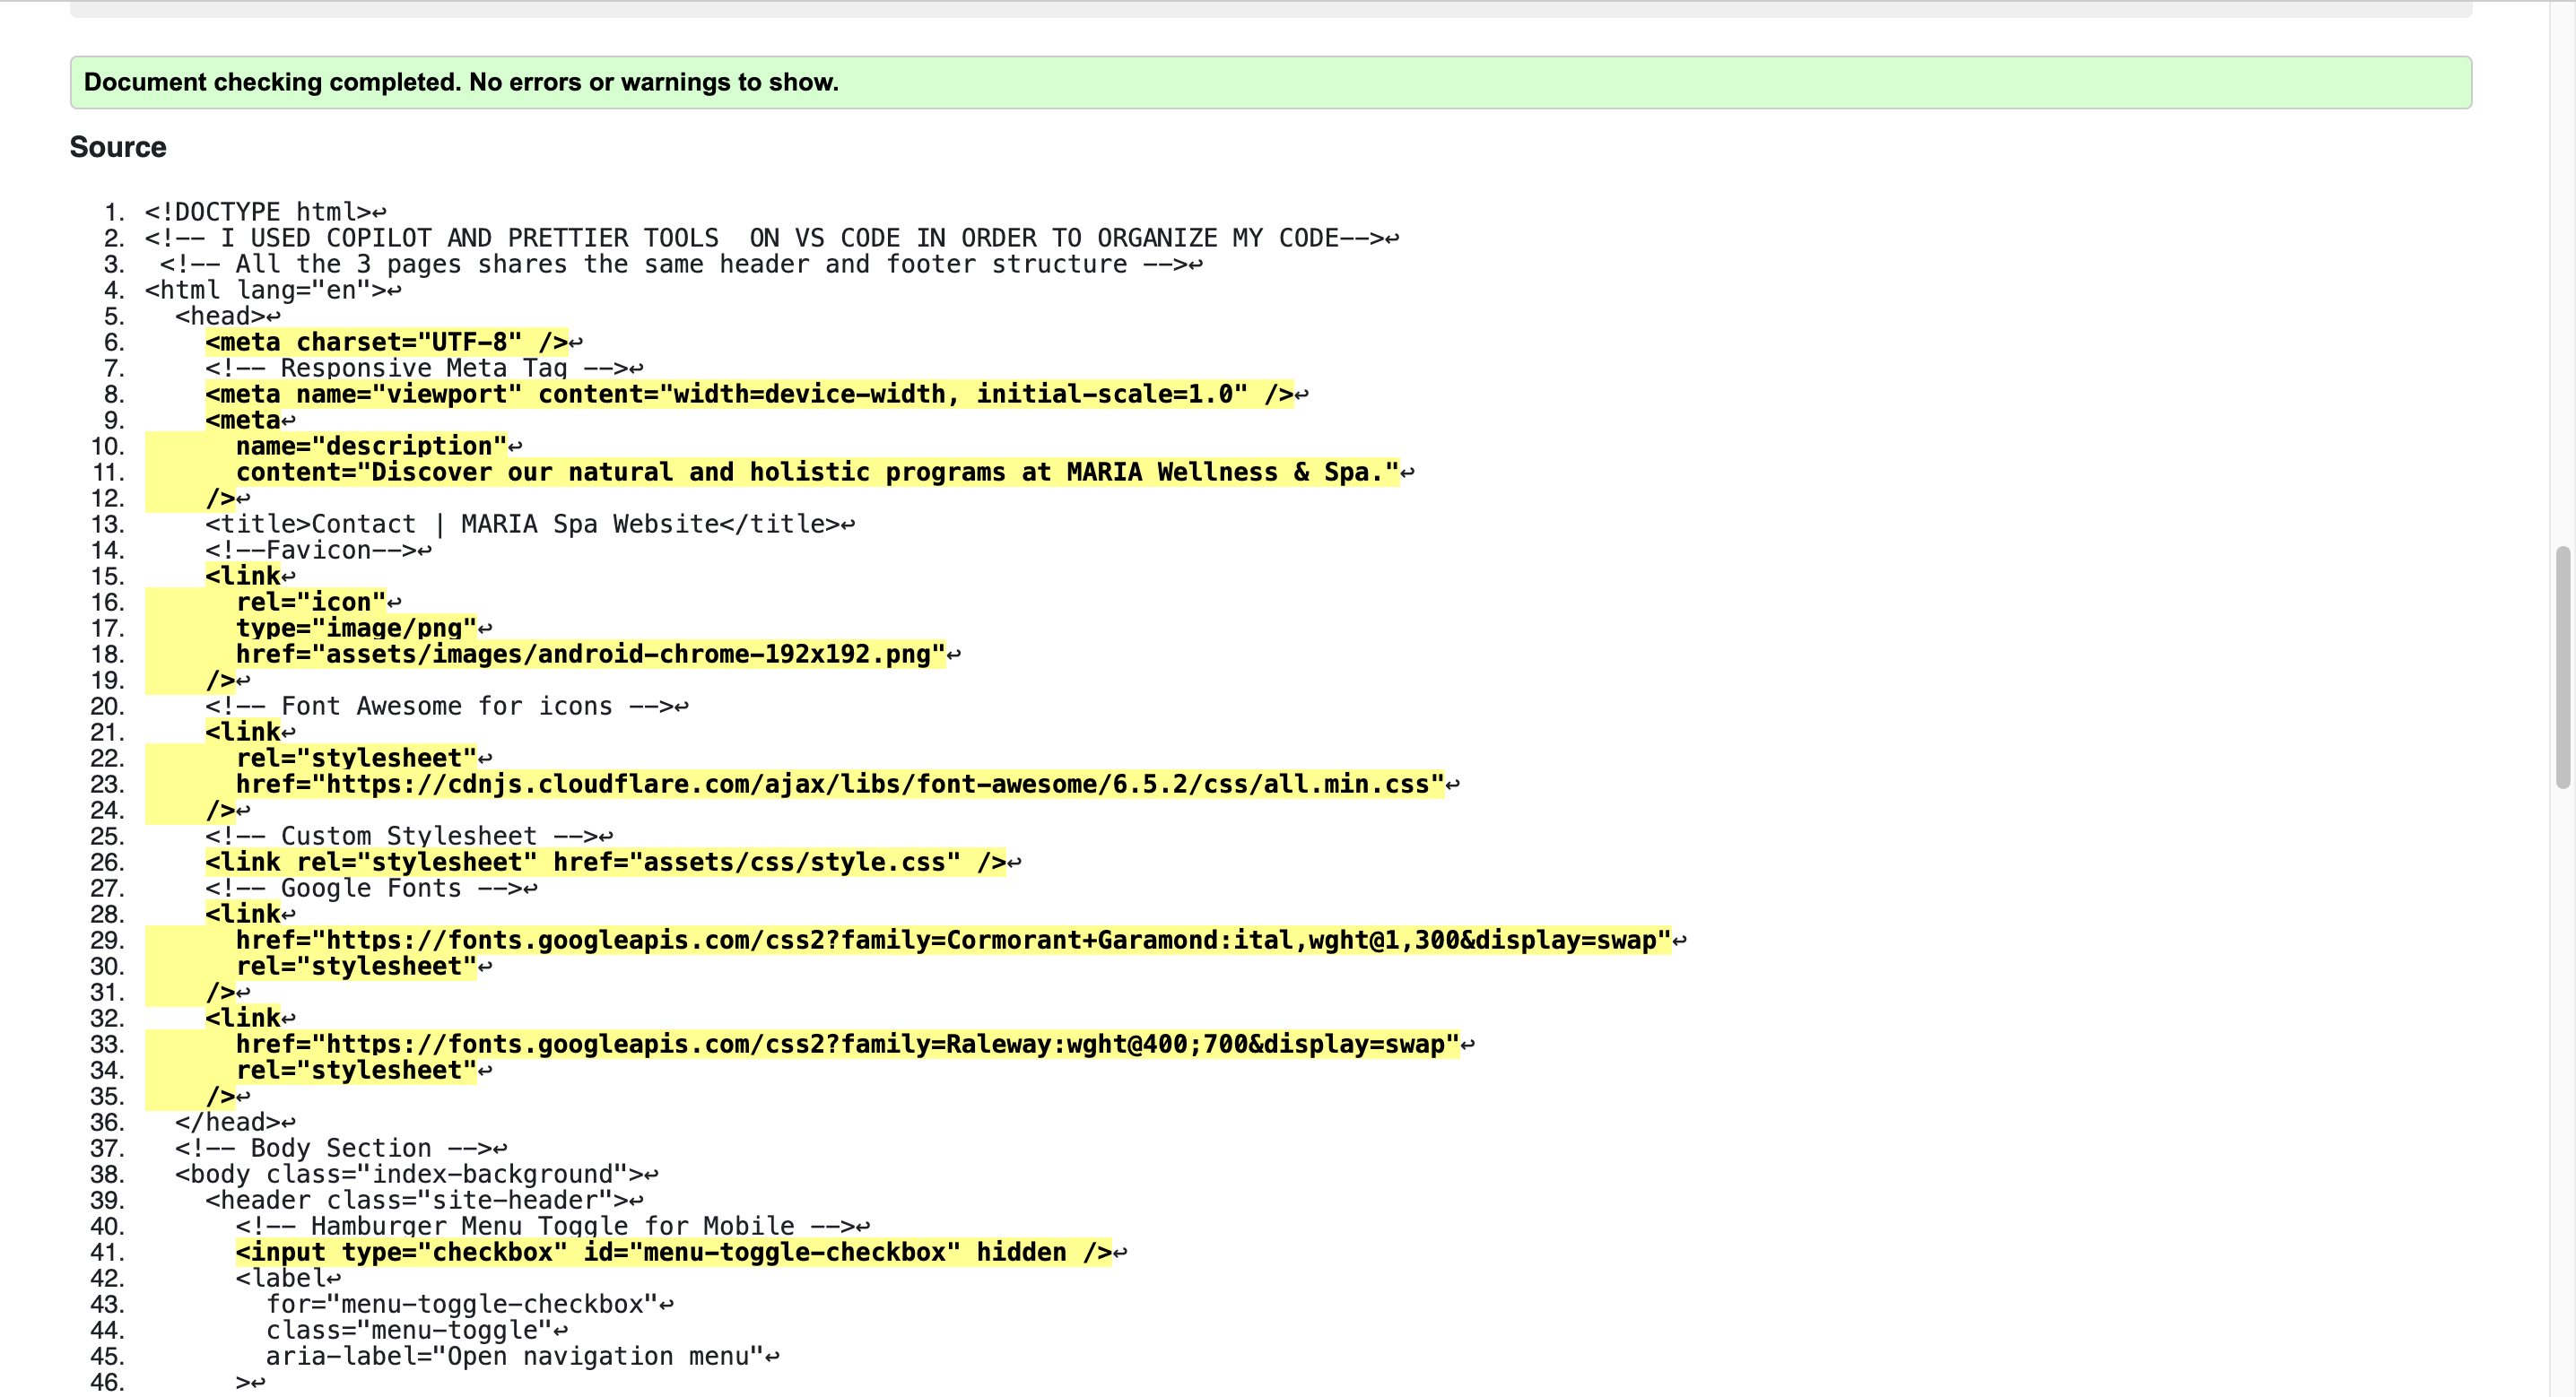 Document checking completed. No errors or warnings to show.
Source
1. <!DOCTYPE html>↩
2. <!-- I USED COPILOT AND PRETTIER TOOLS  ON VS CODE IN ORDER TO ORGANIZE MY CODE-->↩
3.  <!-- All the 3 pages shares the same header and footer structure -->↩
4. <html lang="en">↩
5.   <head>↩
6.     <meta charset="UTF-8" />↩
7.     <!-- Responsive Meta Tag -->↩
8.     <meta name="viewport" content="width=device-width, initial-scale=1.0" />↩
9.     <meta↩
10.       name="description"↩
11.       content="Discover our natural and holistic programs at MARIA Wellness & Spa."↩
12.     />↩
13.     <title>Contact | MARIA Spa Website</title>↩
14.     <!--Favicon-->↩
15.     <link↩
16.       rel="icon"↩
17.       type="image/png"↩
18.       href="assets/images/android-chrome-192x192.png"↩
19.     />↩
20.     <!-- Font Awesome for icons -->↩
21.     <link↩
22.       rel="stylesheet"↩
23.       href="https://cdnjs.cloudflare.com/ajax/libs/font-awesome/6.5.2/css/all.min.css"↩
24.     />↩
25.     <!-- Custom Stylesheet -->↩
26.     <link rel="stylesheet" href="assets/css/style.css" />↩
27.     <!-- Google Fonts -->↩
28.     <link↩
29.       href="https://fonts.googleapis.com/css2?family=Cormorant+Garamond:ital,wght@1,300&display=swap"↩
30.       rel="stylesheet"↩
31.     />↩
32.     <link↩
33.       href="https://fonts.googleapis.com/css2?family=Raleway:wght@400;700&display=swap"↩
34.       rel="stylesheet"↩
35.     />↩
36.   </head>↩
37.   <!-- Body Section -->↩
38.   <body class="index-background">↩
39.     <header class="site-header">↩
40.       <!-- Hamburger Menu Toggle for Mobile -->↩
41.       <input type="checkbox" id="menu-toggle-checkbox" hidden />↩
42.       <label↩
43.         for="menu-toggle-checkbox"↩
44.         class="menu-toggle"↩
45.         aria-label="Open navigation menu"↩
46.       >↩